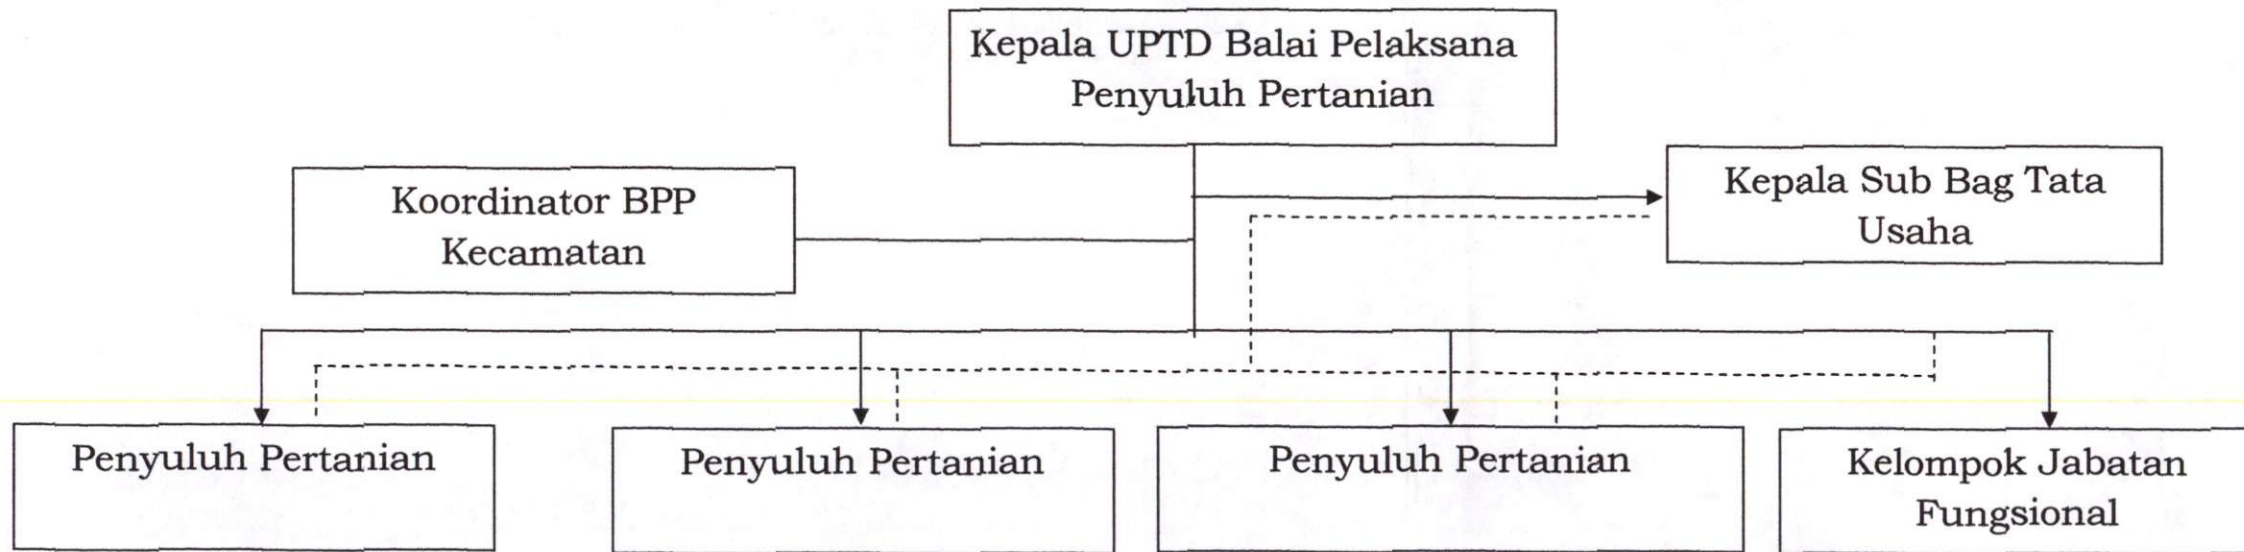 Kepala UPTD Balai Pelaksana
Penyuluh Pertanian
Koordinator BPP
Kecamatan
Kepala Sub Bag Tata
Usaha
Penyuluh Pertanian
Penyuluh Pertanian
Penyuluh Pertanian
Kelompok Jabatan
Fungsional